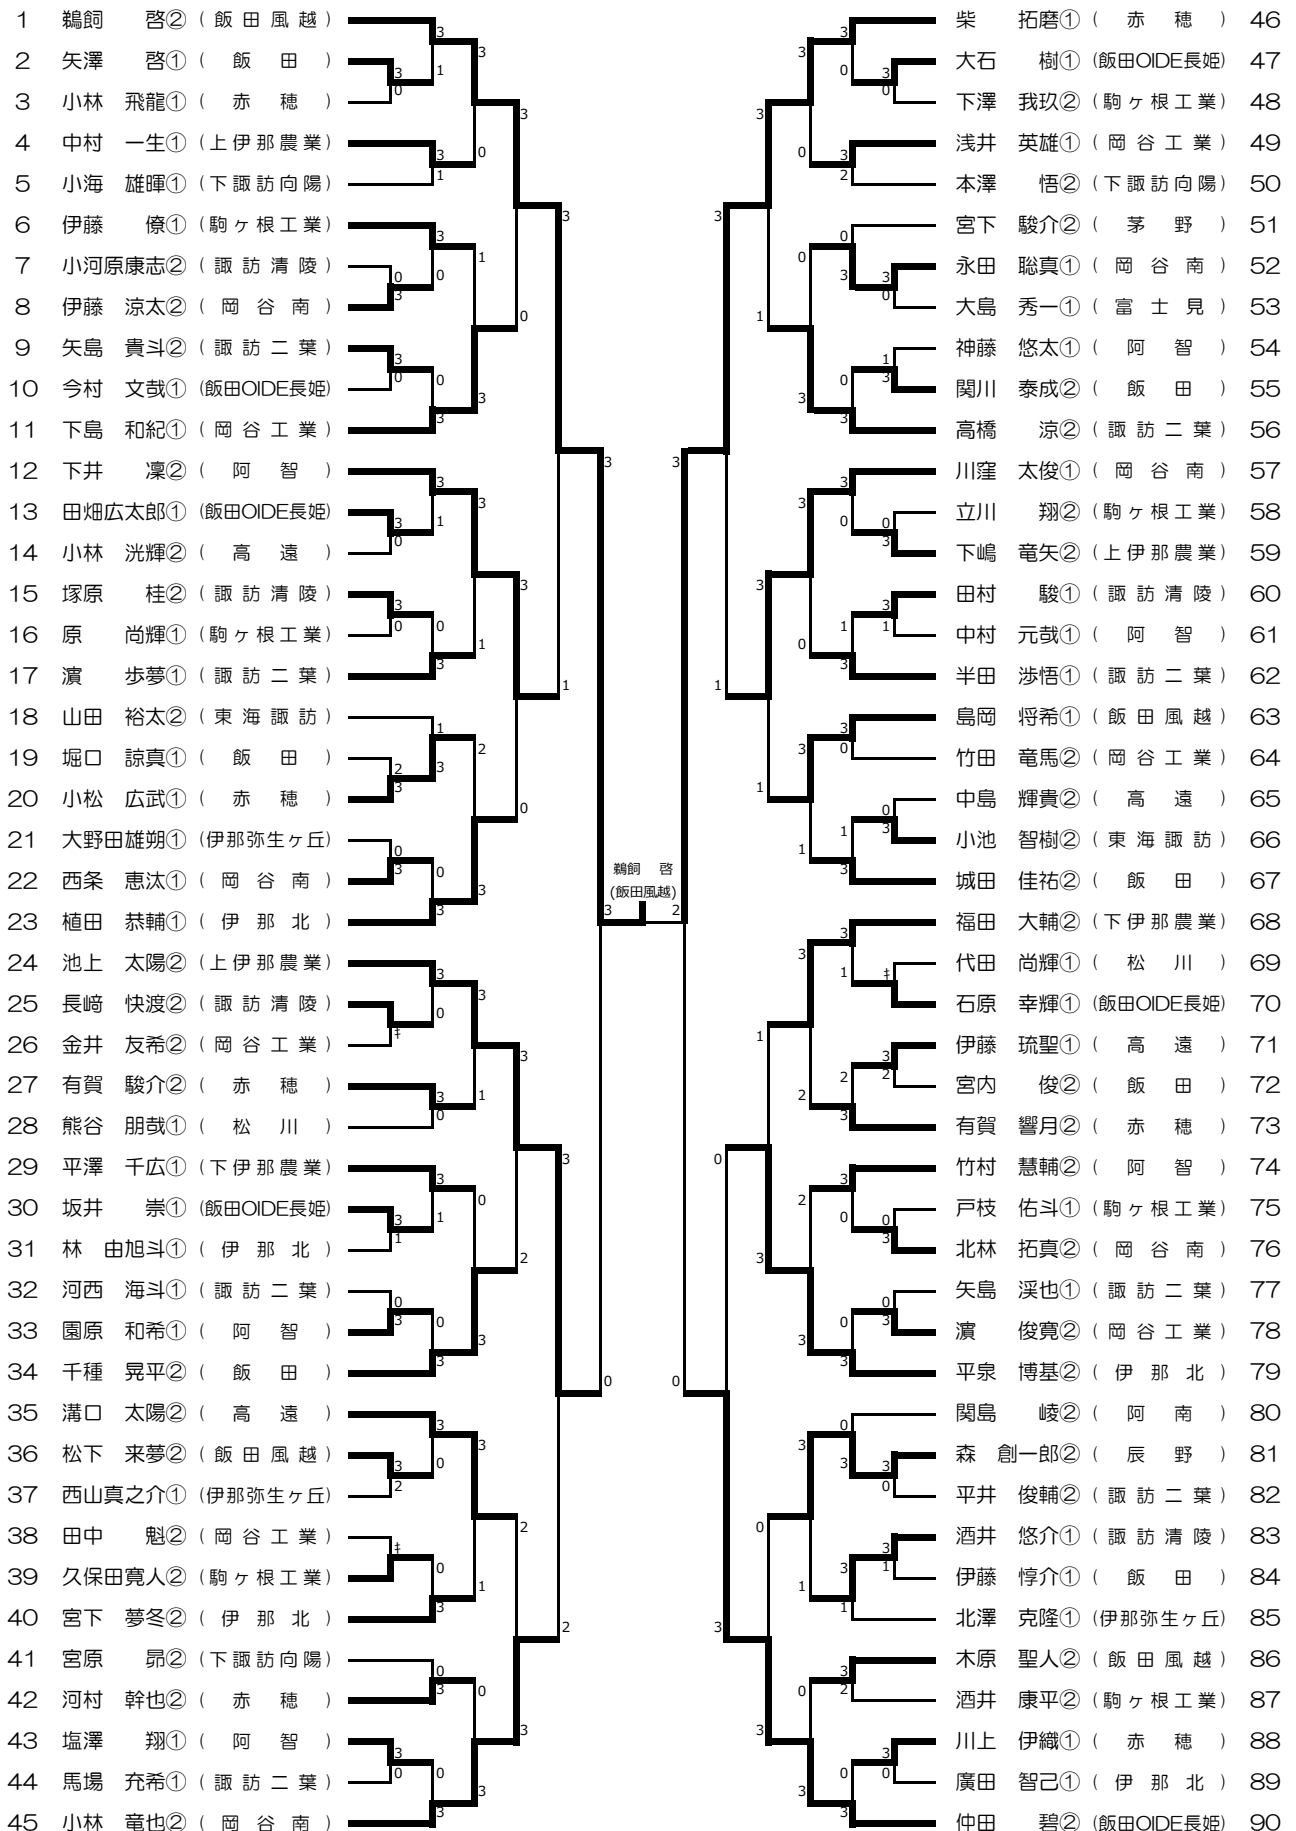 1 鵜飼 啓② ( 飯田風越 )
2 矢澤 啓① ( 飯田 )
3 小林 飛龍① ( 赤穂 )
4 中村 一生① (上伊那農業)
5 小海 雄暉① (下諏訪向陽)
6 伊藤 僚① (駒ヶ根工業)
7 小河原康志② ( 諏訪清陵 )
8 伊藤 涼太② ( 岡谷南 )
9 矢島 貴斗② ( 諏訪二葉 )
10 今村 文哉① (飯田OIDE長姫)
11 下島 和紀① ( 岡谷工業 )
12 下井 凜② ( 阿智 )
13 田畑広太郎① (飯田OIDE長姫)
14 小林 洸輝② ( 高遠 )
15 塚原 桂② ( 諏訪清陵 )
16 原 尚輝① (駒ヶ根工業)
17 濵 歩夢① ( 諏訪二葉 )
18 山田 裕太② ( 東海諏訪 )
19 堀口 諒真① ( 飯田 )
20 小松 広武① ( 赤穂 )
21 大野田雄朔① (伊那弥生ヶ丘)
22 西条 恵汰① ( 岡谷南 )
23 植田 恭輔① ( 伊那北 )
24 池上 太陽② (上伊那農業)
25 長﨑 快渡② ( 諏訪清陵 )
26 金井 友希② ( 岡谷工業 )
27 有賀 駿介② ( 赤穂 )
28 熊谷 朋哉① ( 松川 )
29 平澤 千広① (下伊那農業)
30 坂井 崇① (飯田OIDE長姫)
31 林 由旭斗① ( 伊那北 )
32 河西 海斗① ( 諏訪二葉 )
33 園原 和希① ( 阿智 )
34 千種 晃平② ( 飯田 )
35 溝口 太陽② ( 高遠 )
36 松下 来夢② ( 飯田風越 )
37 西山真之介① (伊那弥生ヶ丘)
38 田中 魁② ( 岡谷工業 )
39 久保田寛人② (駒ヶ根工業)
40 宮下 夢冬② ( 伊那北 )
41 宮原 昴② (下諏訪向陽)
42 河村 幹也② ( 赤穂 )
43 塩澤 翔① ( 阿智 )
44 馬場 充希① ( 諏訪二葉 )
45 小林 竜也② ( 岡谷南 )
鵜飼 啓
(飯田風越)
3 2
柴 拓磨① ( 赤穂 ) 46
大石 樹① (飯田OIDE長姫) 47
下澤 我玖② (駒ヶ根工業) 48
浅井 英雄① ( 岡谷工業 ) 49
本澤 悟② (下諏訪向陽) 50
宮下 駿介② ( 茅野 ) 51
永田 聡真① ( 岡谷南 ) 52
大島 秀一① ( 富士見 ) 53
神藤 悠太① ( 阿智 ) 54
関川 泰成② ( 飯田 ) 55
高橋 涼② ( 諏訪二葉 ) 56
川窪 太俊① ( 岡谷南 ) 57
立川 翔② (駒ヶ根工業) 58
下嶋 竜矢② (上伊那農業) 59
田村 駿① ( 諏訪清陵 ) 60
中村 元哉① ( 阿智 ) 61
半田 渉悟① ( 諏訪二葉 ) 62
島岡 将希① ( 飯田風越 ) 63
竹田 竜馬② ( 岡谷工業 ) 64
中島 輝貴② ( 高遠 ) 65
小池 智樹② ( 東海諏訪 ) 66
城田 佳祐② ( 飯田 ) 67
福田 大輔② (下伊那農業) 68
代田 尚輝① ( 松川 ) 69
石原 幸輝① (飯田OIDE長姫) 70
伊藤 琉聖① ( 高遠 ) 71
宮内 俊② ( 飯田 ) 72
有賀 響月② ( 赤穂 ) 73
竹村 慧輔② ( 阿智 ) 74
戸枝 佑斗① (駒ヶ根工業) 75
北林 拓真② ( 岡谷南 ) 76
矢島 渓也① ( 諏訪二葉 ) 77
濵 俊寛② ( 岡谷工業 ) 78
平泉 博基② ( 伊那北 ) 79
関島 崚② ( 阿南 ) 80
森 創一郎② ( 辰野 ) 81
平井 俊輔② ( 諏訪二葉 ) 82
酒井 悠介① ( 諏訪清陵 ) 83
伊藤 惇介① ( 飯田 ) 84
北澤 克隆① (伊那弥生ヶ丘) 85
木原 聖人② ( 飯田風越 ) 86
酒井 康平② (駒ヶ根工業) 87
川上 伊織① ( 赤穂 ) 88
廣田 智己① ( 伊那北 ) 89
仲田 碧② (飯田OIDE長姫) 90